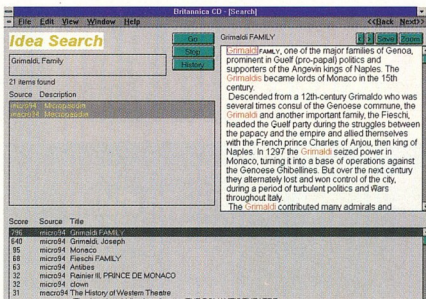 Britannica CD - [Search]
File Edit View Window Help <<Back Next>>
Idea Search
Go
Stop
History
Grimaldi, Family
21 items found
Source Description
micro94 Micropaedia
macro94 Macropaedia
Grimaldi FAMILY
Save Zoom
Grimaldi FAMILY, one of the major families of Genoa,
prominent in Guelf (pro-papal) politics and
supporters of the Angevin kings of Naples. The
Grimaldis became lords of Monaco in the 15th
century.
Descended from a 12th-century Grimaldo who was
several times consul of the Genoese commune, the
Grimaldi and another important family, the Fieschi,
headed the Guelf party during the struggles between
the papacy and the empire and allied themselves
with the French prince Charles of Anjou, then king of
Naples. In 1297 the Grimaldi seized power in
Monaco, turning it into a base of operations against
the Genoese Ghibellines. But over the next century
they alternately lost and won control of the city,
during a period of turbulent politics and wars
throughout Italy.
The Grimaldi contributed many admirals and
Score Source Title
796 micro94 Grimaldi FAMILY
640 micro94 Grimaldi, Joseph
95 micro94 Monaco
68 micro94 Fieschi FAMILY
63 micro94 Antibes
32 micro94 Rainier III, PRINCE DE MONACO
32 micro94 clown
31 macro94 The History of Western Theatre